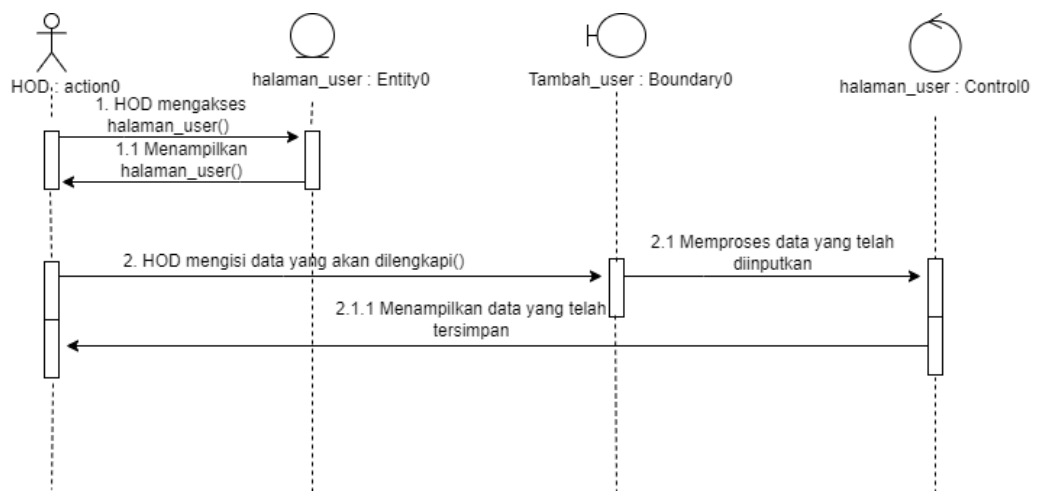 HOD : action0
halaman_user : Entity0
Tambah_user : Boundary0
halaman_user : Control0
1. HOD mengakses
halaman_user()
1.1 Menampilkan
halaman_user()
2. HOD mengisi data yang akan dilengkapi()
2.1 Memproses data yang telah
diinputkan
2.1.1 Menampilkan data yang telah
tersimpan